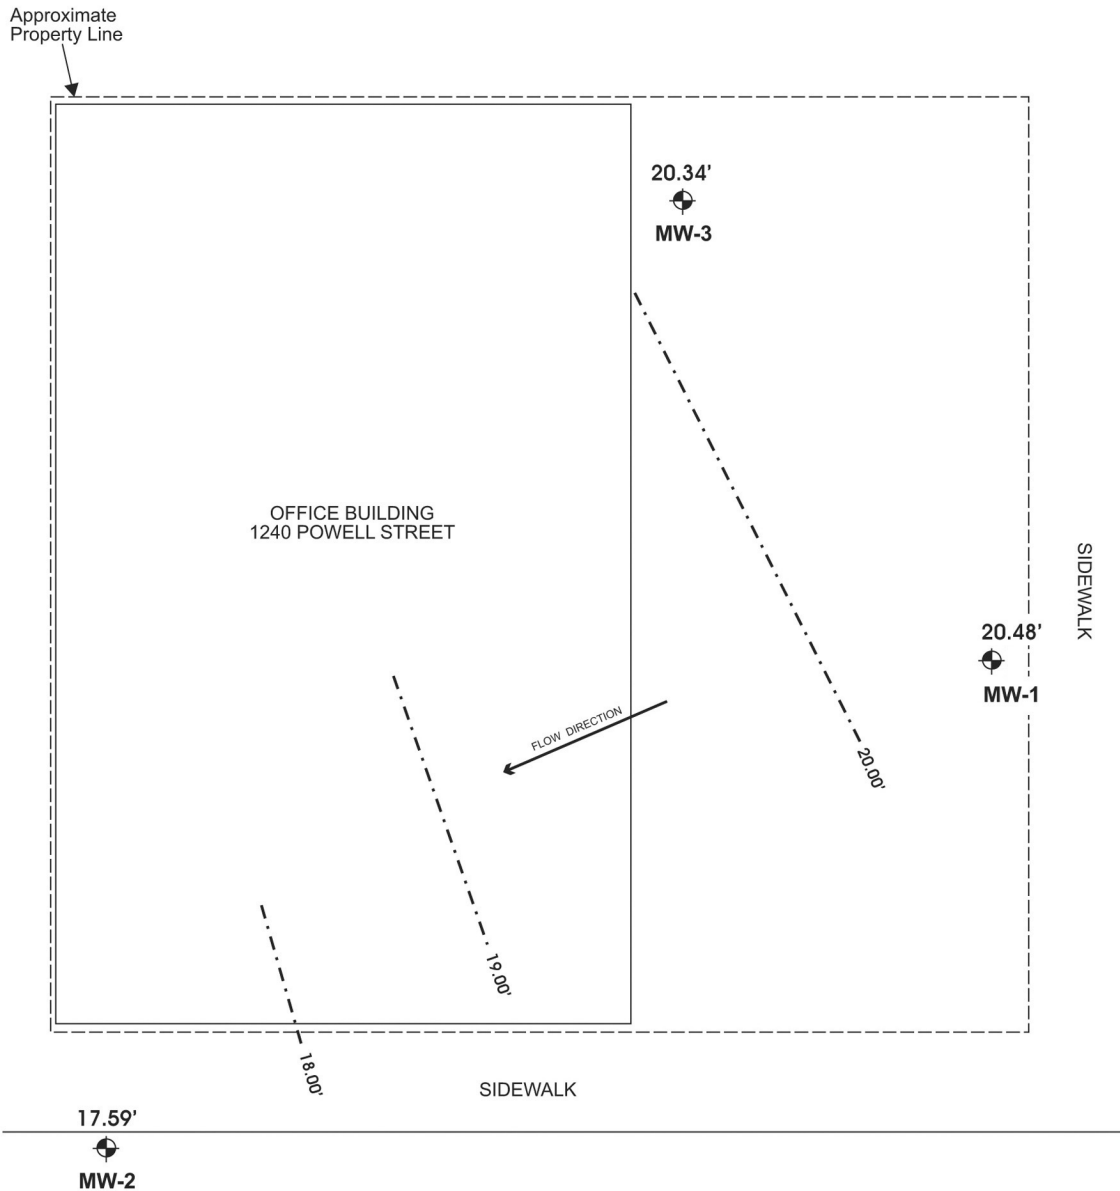 Approximate
Property Line
20.34’
MW-3
OFFICE BUILDING
1240 POWELL STREET
SIDEWALK
20.48’
MW-1
FLOW DIRECTION
20.00’
19.00’
18.00’
SIDEWALK
17.59’
MW-2